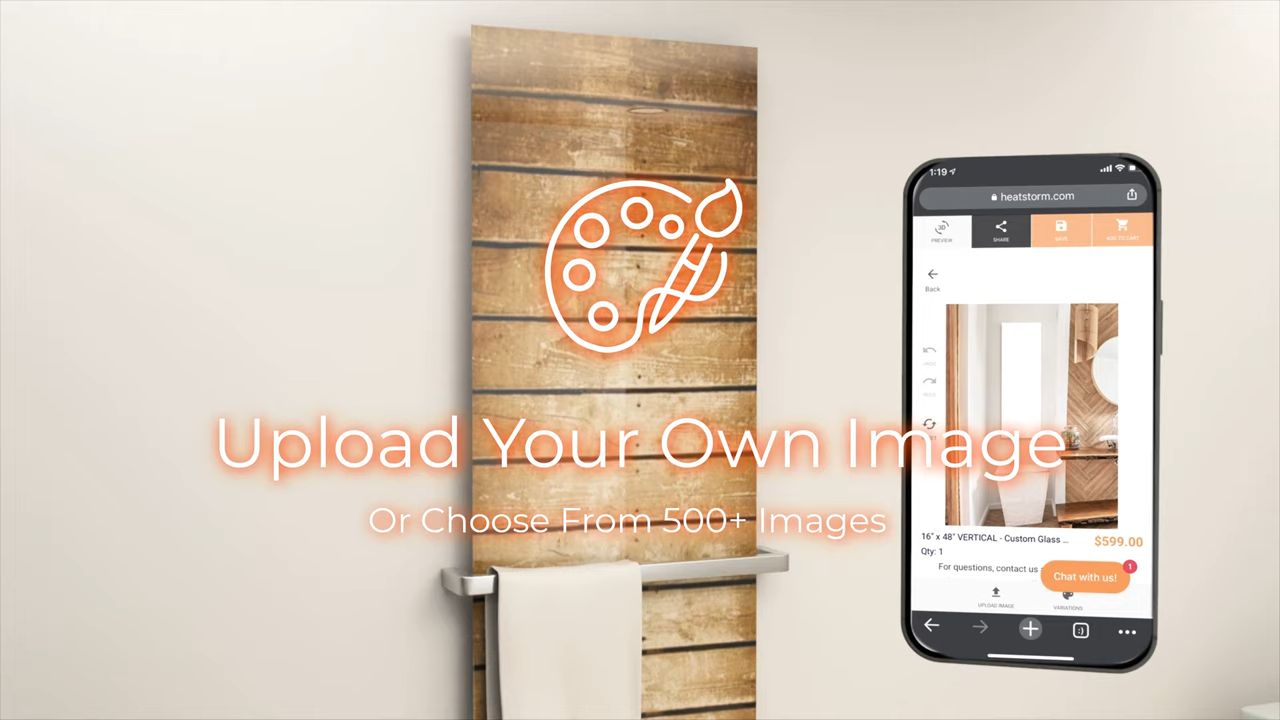 Upload Your Own Image
Or Choose From 500+ Images
1:19
heatstorm.com
3D
PREVIEW
SHARE
SAVE
ADD TO CART
Back
16" x 48" VERTICAL - Custom Glass ...
$599.00
Qty: 1
For questions, contact us
Chat with us!
1
UPLOAD IMAGE
VARIATIONS
:)